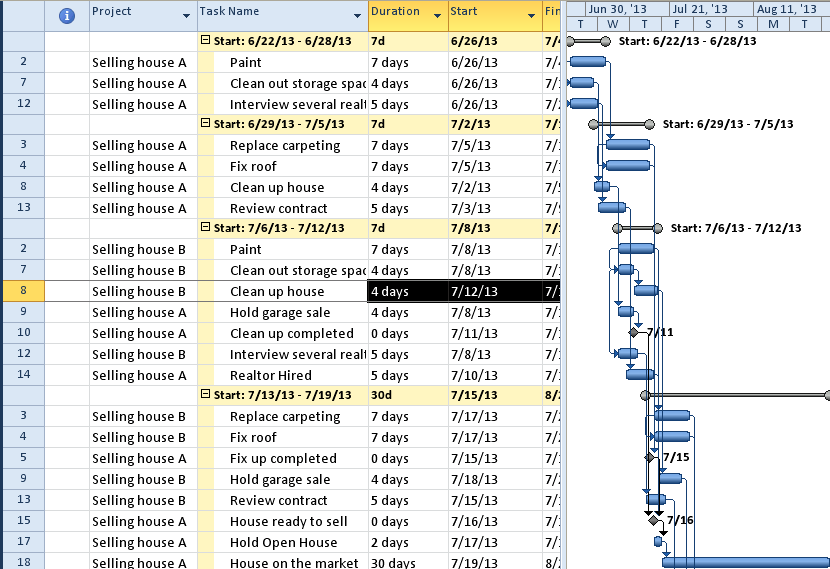 Project Task Name Duration Start Fin Jun 30, '13 Jul 21, '13 Aug 11, '13
T W T F S S M T
Start: 6/22/13 - 6/28/13 7d 6/26/13 7/4 Start: 6/22/13 - 6/28/13
2 Selling house A Paint 7 days 6/26/13 7/4
7 Selling house A Clean out storage spac 4 days 6/26/13 7/
12 Selling house A Interview several realt 5 days 6/26/13 7/
Start: 6/29/13 - 7/5/13 7d 7/2/13 7/ Start: 6/29/13 - 7/5/13
3 Selling house A Replace carpeting 7 days 7/5/13 7/
4 Selling house A Fix roof 7 days 7/5/13 7/
8 Selling house A Clean up house 4 days 7/2/13 7/
13 Selling house A Review contract 5 days 7/3/13 7/
Start: 7/6/13 - 7/12/13 7d 7/8/13 7/ Start: 7/6/13 - 7/12/13
2 Selling house B Paint 7 days 7/8/13 7/
7 Selling house B Clean out storage spac 4 days 7/8/13 7/
8 Selling house B Clean up house 4 days 7/12/13 7/
9 Selling house A Hold garage sale 4 days 7/8/13 7/
10 Selling house A Clean up completed 0 days 7/11/13 7/ 7/11
12 Selling house B Interview several realt 5 days 7/8/13 7/
14 Selling house A Realtor Hired 5 days 7/10/13 7/
Start: 7/13/13 - 7/19/13 30d 7/15/13 8/
3 Selling house B Replace carpeting 7 days 7/17/13 7/
4 Selling house B Fix roof 7 days 7/17/13 7/
5 Selling house A Fix up completed 0 days 7/15/13 7/ 7/15
9 Selling house B Hold garage sale 4 days 7/18/13 7/
13 Selling house B Review contract 5 days 7/15/13 7/
15 Selling house A House ready to sell 0 days 7/16/13 7/ 7/16
17 Selling house A Hold Open House 2 days 7/17/13 7/
18 Selling house A House on the market 30 days 7/19/13 8/